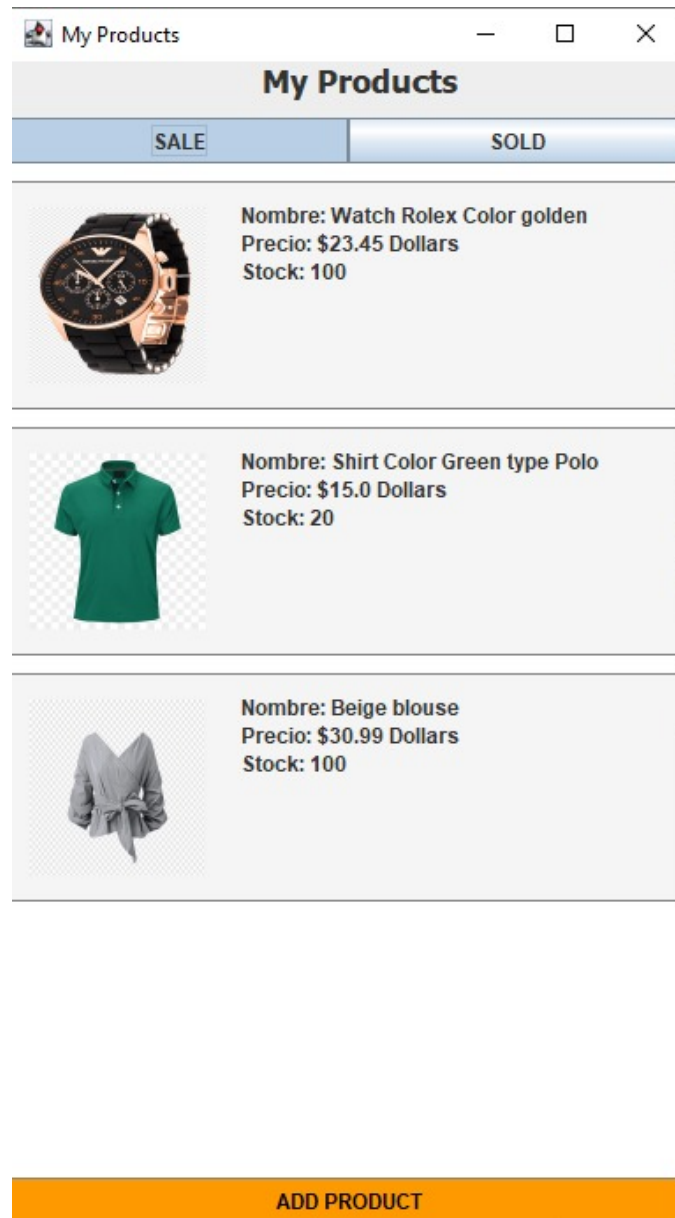 My Products
My Products
SALE
SOLD
Nombre: Watch Rolex Color golden
Precio: $23.45 Dollars
Stock: 100
Nombre: Shirt Color Green type Polo
Precio: $15.0 Dollars
Stock: 20
Nombre: Beige blouse
Precio: $30.99 Dollars
Stock: 100
ADD PRODUCT